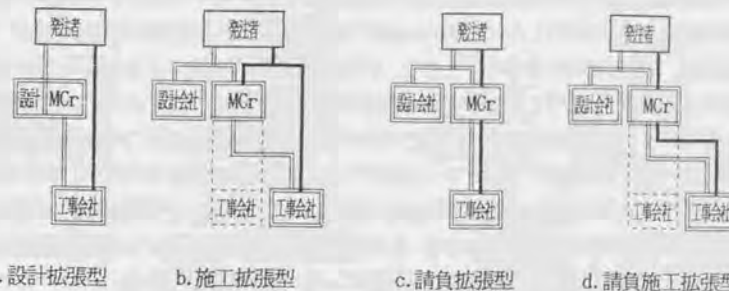 発注者 発注者 発注者 発注者
設計 MCr 設計会社 MCr 設計会社 MCr 設計会社 MCr
工事会社 工事会社 工事会社 工事会社 工事会社 工事会社
. 設計拡張型 b. 施工拡張型 c. 請負拡張型 d. 請負施工拡張型